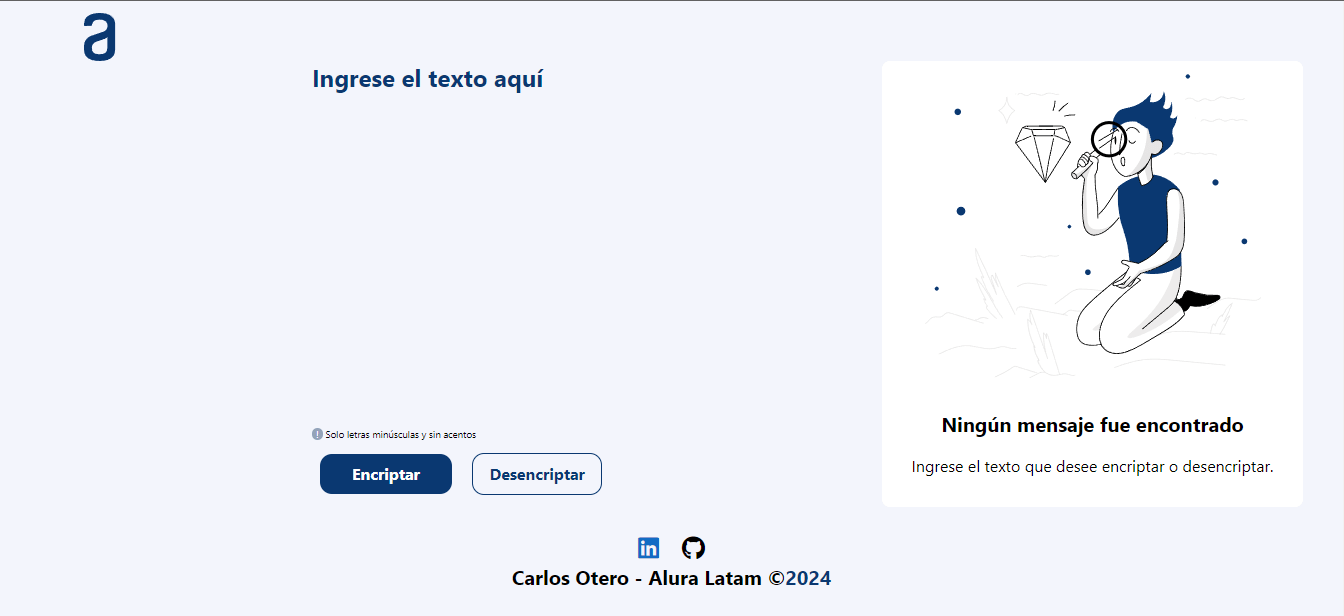 a
Ingrese el texto aquí
Ningún mensaje fue encontrado
Ingrese el texto que desee encriptar o desencriptar.
! Solo letras minúsculas y sin acentos
Encriptar Desencriptar
in
Carlos Otero - Alura Latam ©2024